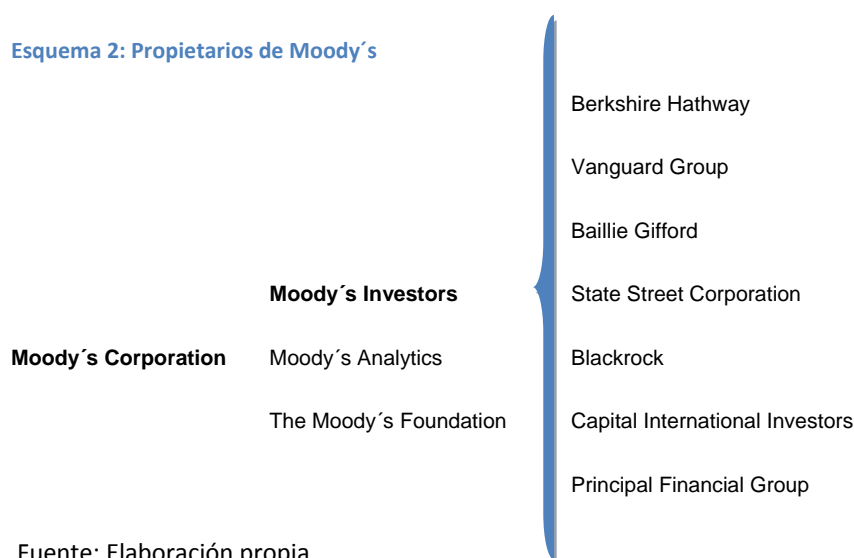 Esquema 2: Propietarios de Moody´s
Berkshire Hathway
Vanguard Group
Baillie Gifford
Moody´s Investors State Street Corporation
Moody´s Corporation Moody´s Analytics Blackrock
The Moody´s Foundation Capital International Investors
Principal Financial Group
Fuente: Elaboración propia